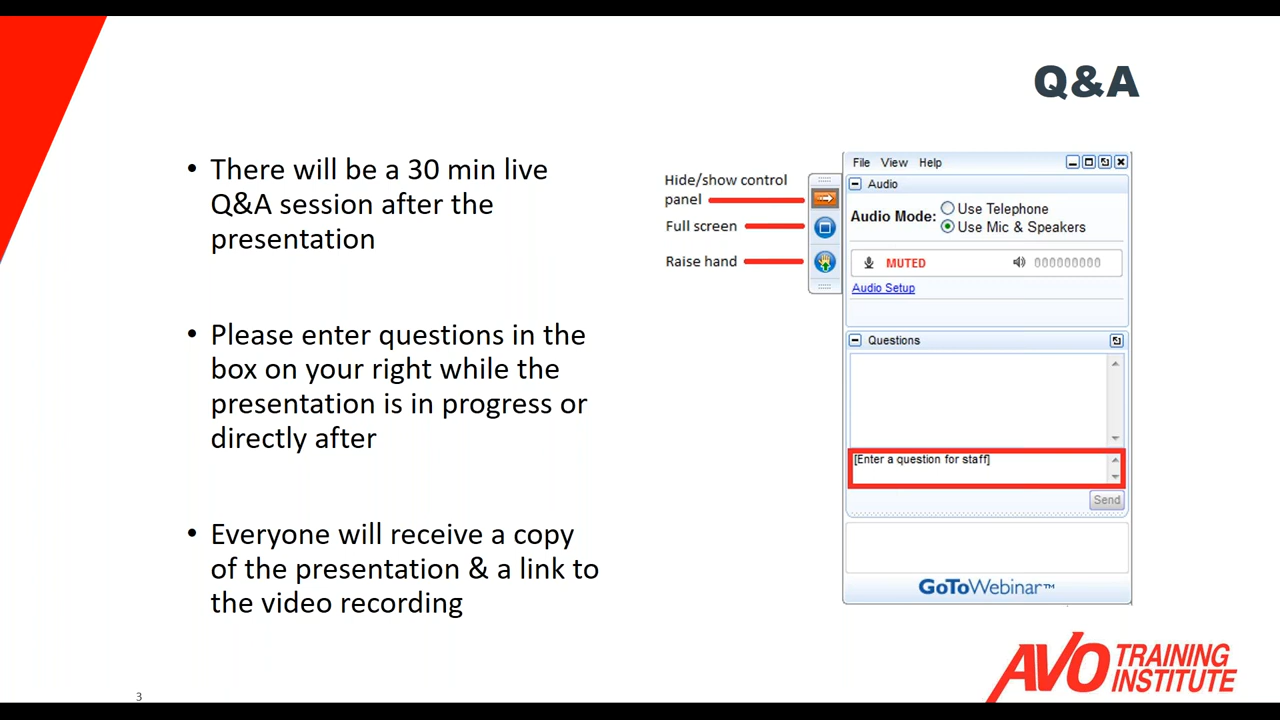 Q&A
• There will be a 30 min live
Q&A session after the
presentation
• Please enter questions in the
box on your right while the
presentation is in progress or
directly after
• Everyone will receive a copy
of the presentation & a link to
the video recording
Hide/show control
panel
Full screen
Raise hand
File View Help
Audio
Audio Mode: Use Telephone
Use Mic & Speakers
MUTED 000000000
Audio Setup
Questions
[Enter a question for staff]
Send
GoToWebinar™
3
AVO TRAINING
INSTITUTE